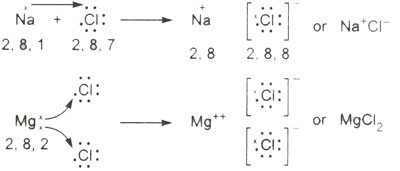 Na + Cl: → Na⁺ [Cl:]⁻ or Na⁺Cl⁻
2, 8, 1 2, 8, 7 2, 8 2, 8, 8
:Cl: [:Cl:]⁻
Mgˣₓ → Mg⁺⁺ or MgCl₂
2, 8, 2
:Cl: [:Cl:]⁻